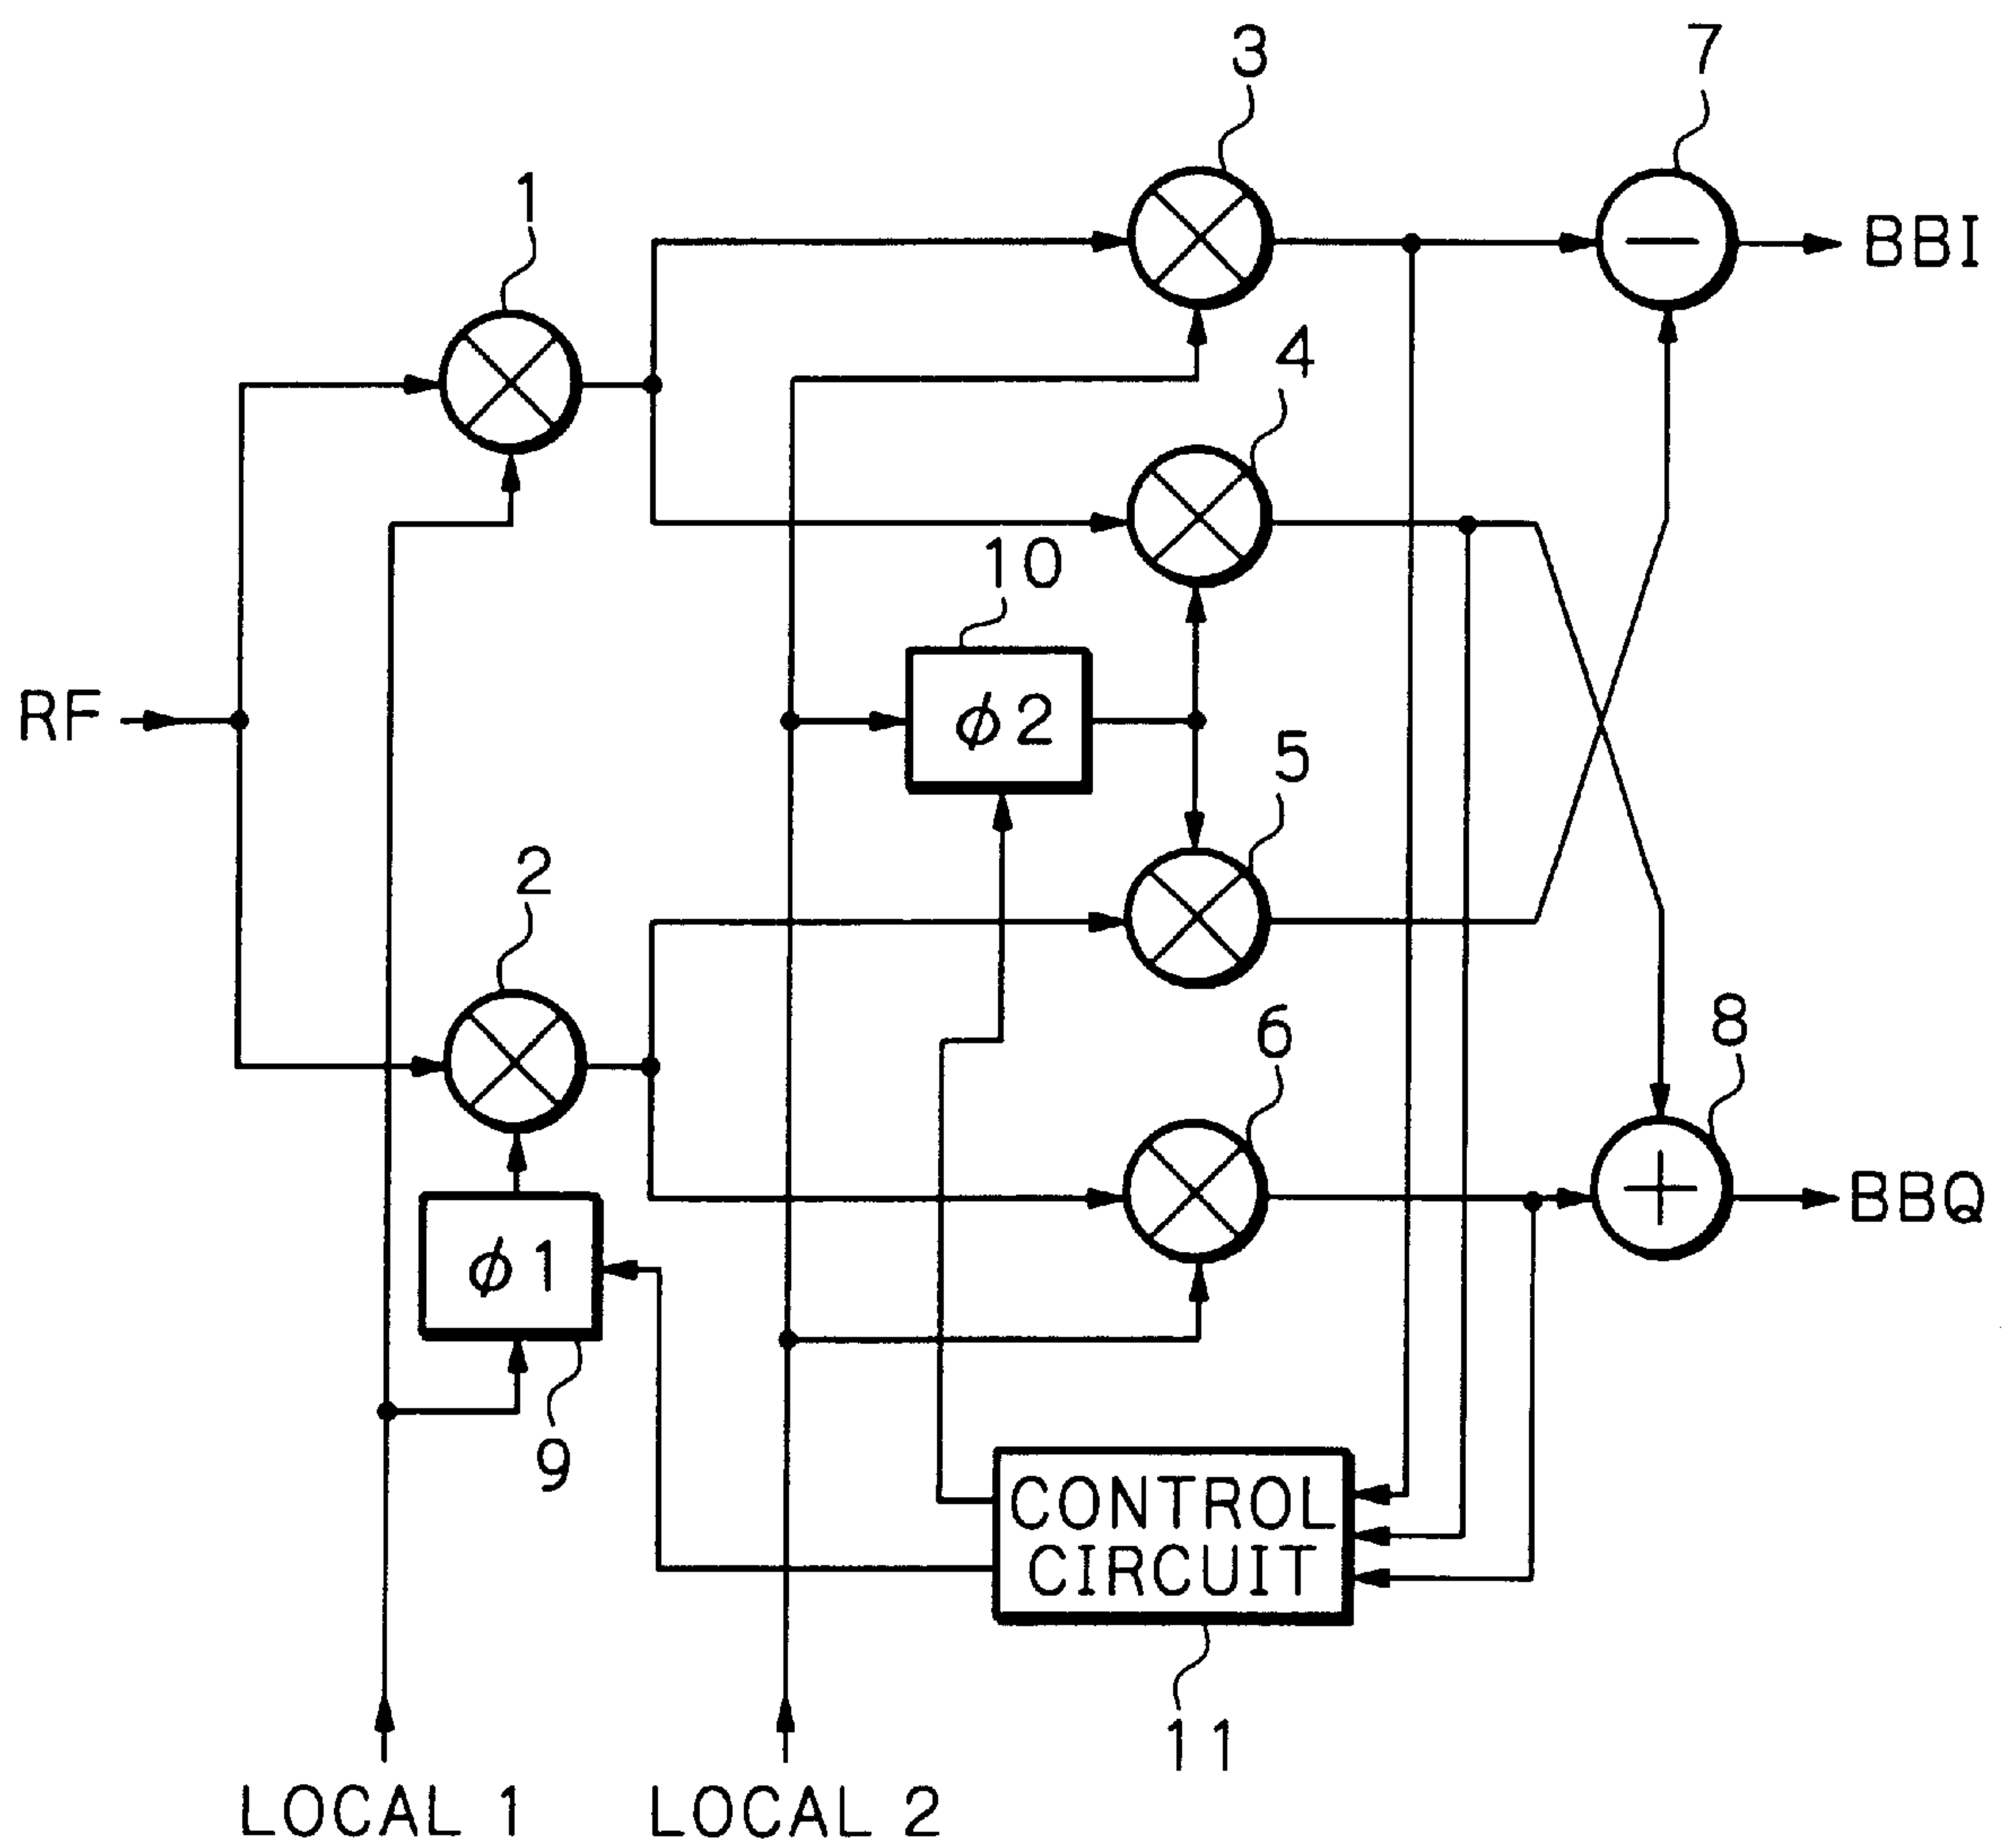 3
7
1
BBI
4
10
RF
φ2
5
2
6
8
BBQ
φ1
9
CONTROL
CIRCUIT
11
LOCAL 1
LOCAL 2